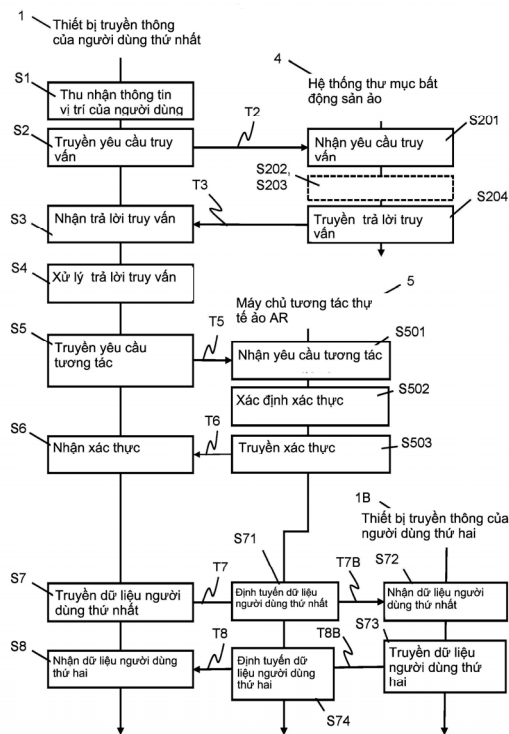 1
Thiết bị truyền thông
của người dùng thứ nhất
S1
Thu nhận thông tin
vị trí của người dùng
4
Hệ thống thư mục bất
động sản ảo
S2
Truyền yêu cầu truy
vấn
T2
Nhận yêu cầu truy
vấn
S201
S202,
S203
T3
S3
Nhận trả lời truy vấn
Truyền trả lời truy vấn
S204
S4
Xử lý trả lời truy vấn
5
Máy chủ tương tác thự
tế ảo AR
S5
Truyền yêu cầu
tương tác
T5
Nhận yêu cầu tương tác
S501
Xác định xác thực
S502
S6
Nhận xác thực
T6
Truyền xác thực
S503
1B
Thiết bị truyền thông của
người dùng thứ hai
S7
Truyền dữ liệu người
dùng thứ nhất
T7
S71
Định tuyến dữ liệu
người dùng thứ nhất
T7B
S72
Nhận dữ liệu người
dùng thứ nhất
S8
Nhận dữ liệu người dùng
thứ hai
T8
Định tuyến dữ
liệu người dùng
thứ hai
S74
T8B
S73
Truyền dữ liệu
người dùng
thứ hai